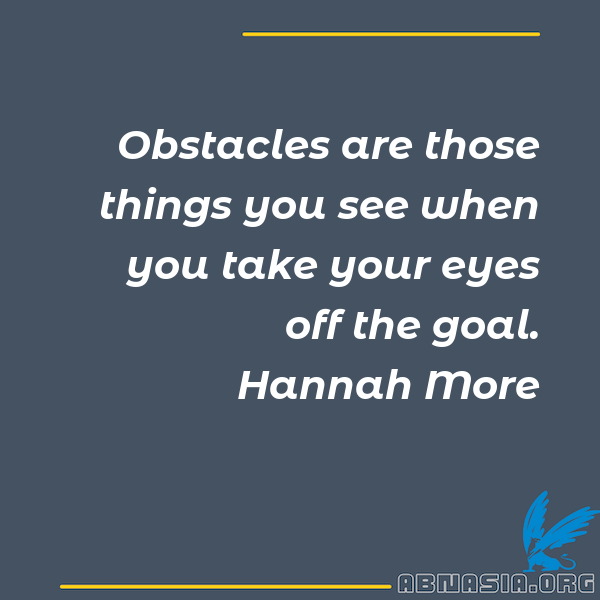 Obstacles are those
things you see when
you take your eyes
off the goal.
Hannah More
ABNASIA.ORG